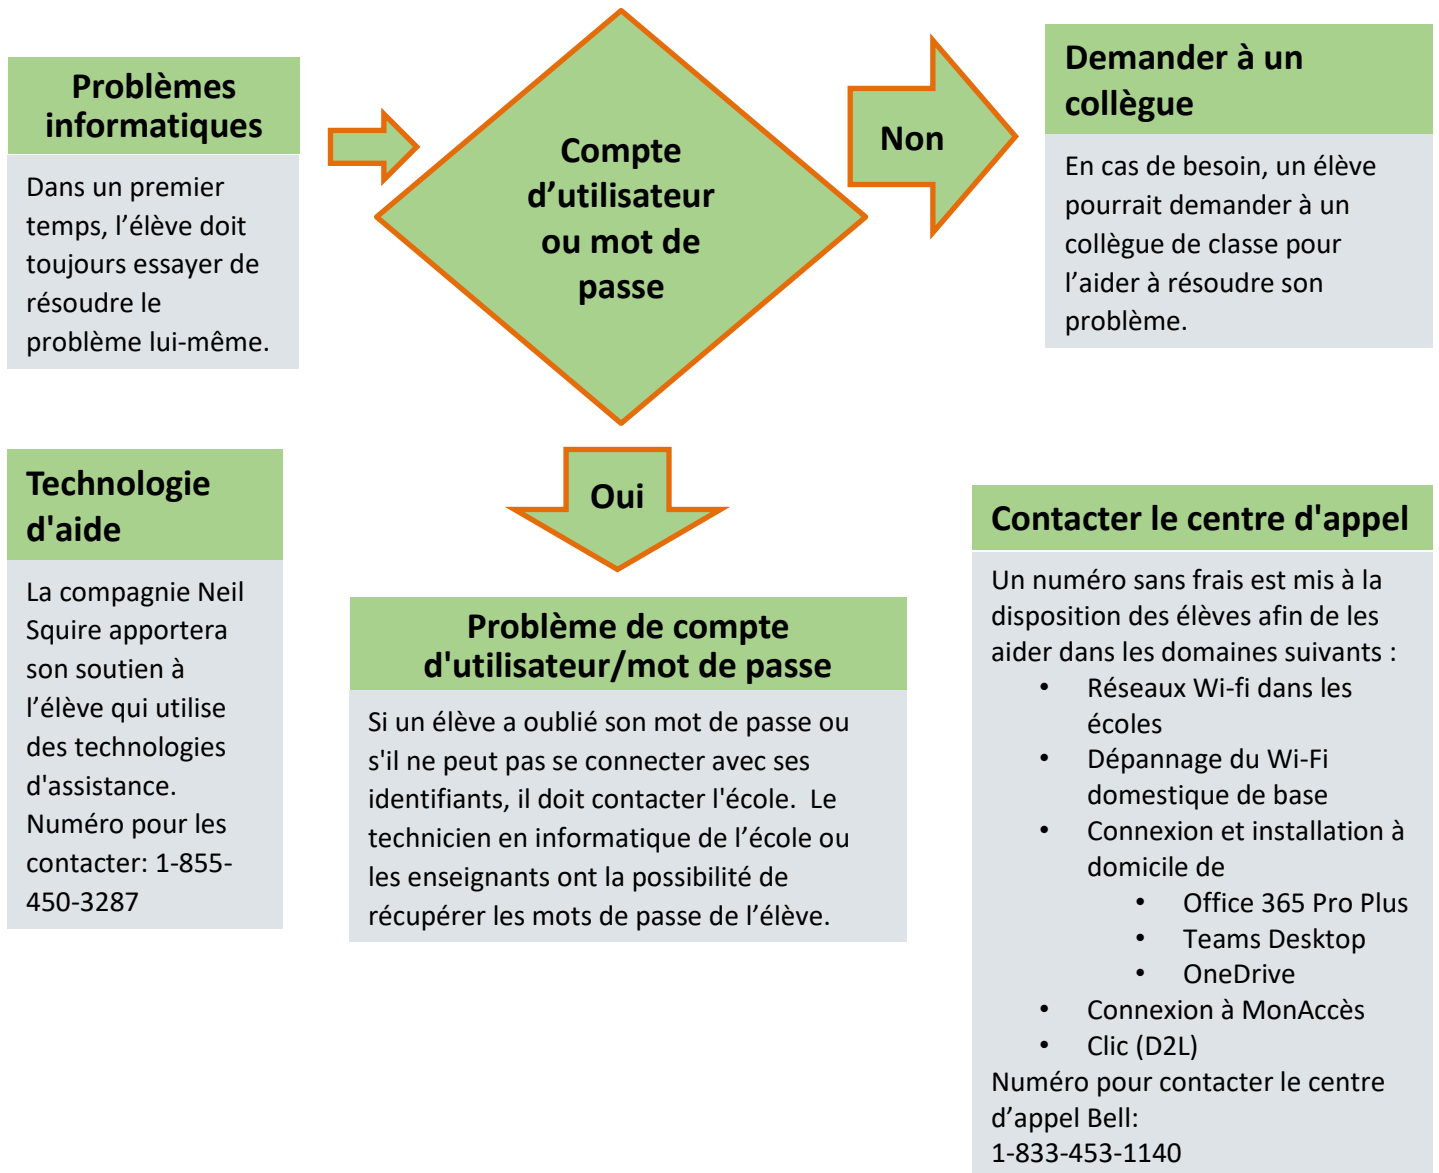 Problèmes
informatiques
Dans un premier
temps, l’élève doit
toujours essayer de
résoudre le
problème lui-même.
Compte
d’utilisateur
ou mot de
passe
Non
Demander à un
collègue
En cas de besoin, un élève
pourrait demander à un
collègue de classe pour
l’aider à résoudre son
problème.
Oui
Technologie
d'aide
La compagnie Neil
Squire apportera
son soutien à
l’élève qui utilise
des technologies
d'assistance.
Numéro pour les
contacter: 1-855-
450-3287
Problème de compte
d'utilisateur/mot de passe
Si un élève a oublié son mot de passe ou
s'il ne peut pas se connecter avec ses
identifiants, il doit contacter l'école.  Le
technicien en informatique de l’école ou
les enseignants ont la possibilité de
récupérer les mots de passe de l’élève.
Contacter le centre d'appel
Un numéro sans frais est mis à la
disposition des élèves afin de les
aider dans les domaines suivants :
• Réseaux Wi-fi dans les
écoles
• Dépannage du Wi-Fi
domestique de base
• Connexion et installation à
domicile de
• Office 365 Pro Plus
• Teams Desktop
• OneDrive
• Connexion à MonAccès
• Clic (D2L)
Numéro pour contacter le centre
d’appel Bell:
1-833-453-1140